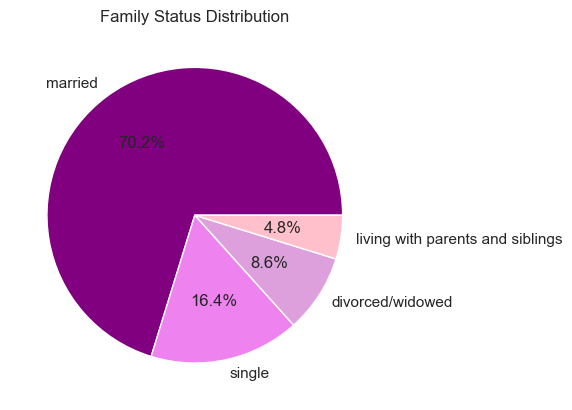 Family Status Distribution
married
70.2%
4.8%
living with parents and siblings
8.6%
divorced/widowed
16.4%
single